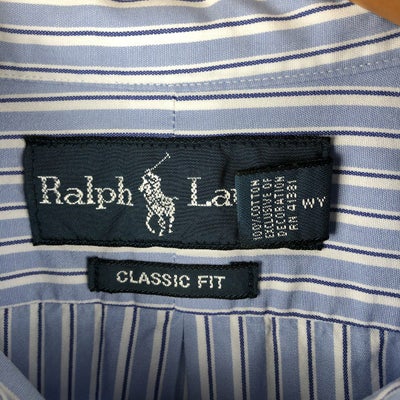 Ralph La
100% COTTON
EXCLUSIVE OF
DECORATION
RN 41381
WY
CLASSIC FIT